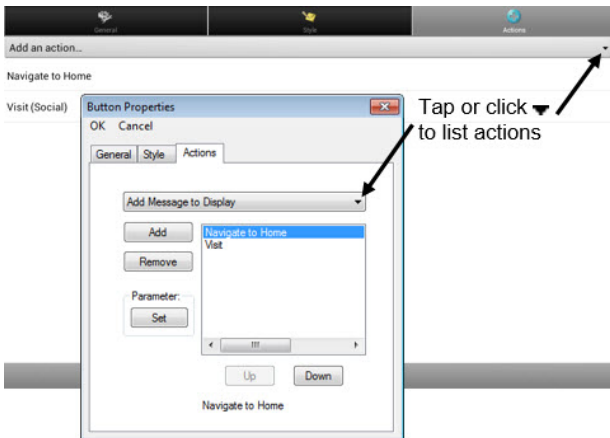 General Style Actions
Add an action...
Navigate to Home
Visit (Social)
Tap or click
to list actions
Button Properties
OK Cancel
General Style Actions
Add Message to Display
Add
Remove
Parameter:
Set
Navigate to Home
Visit
Up Down
Navigate to Home